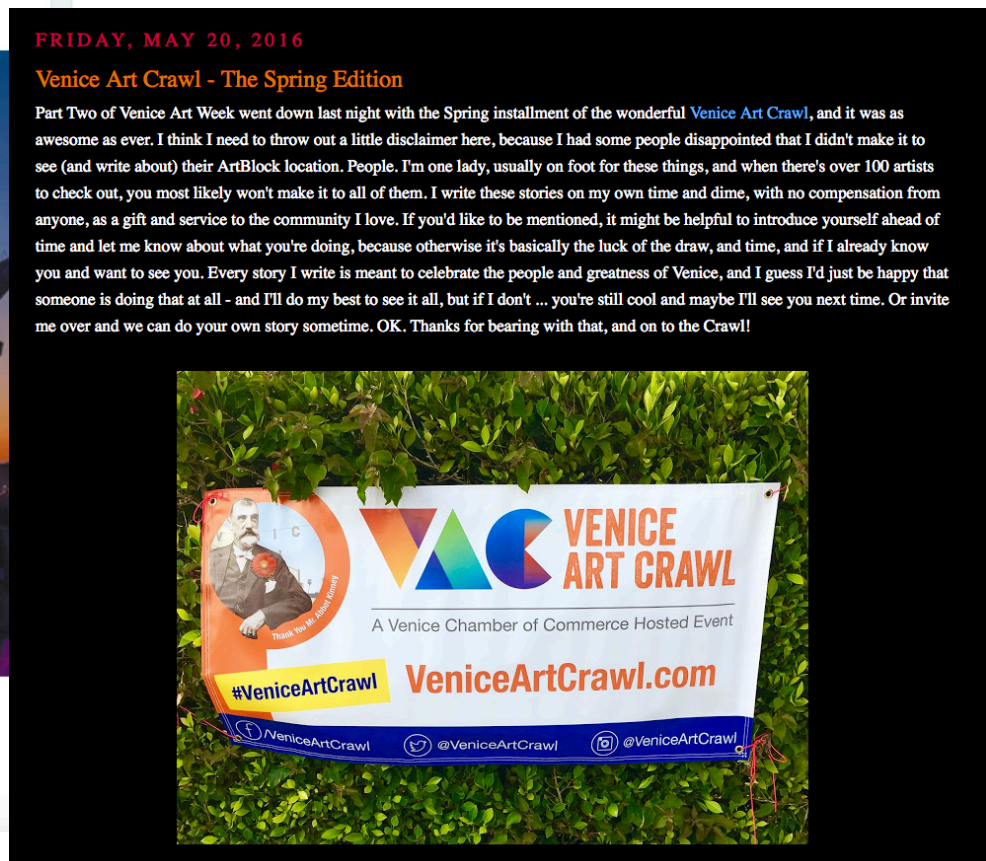 FRIDAY, MAY 20, 2016
Venice Art Crawl - The Spring Edition
Part Two of Venice Art Week went down last night with the Spring installment of the wonderful Venice Art Crawl, and it was as
awesome as ever. I think I need to throw out a little disclaimer here, because I had some people disappointed that I didn't make it to
see (and write about) their ArtBlock location. People. I'm one lady, usually on foot for these things, and when there's over 100 artists
to check out, you most likely won't make it to all of them. I write these stories on my own time and dime, with no compensation from
anyone, as a gift and service to the community I love. If you'd like to be mentioned, it might be helpful to introduce yourself ahead of
time and let me know about what you're doing, because otherwise it's basically the luck of the draw, and time, and if I already know
you and want to see you. Every story I write is meant to celebrate the people and greatness of Venice, and I guess I'd just be happy that
someone is doing that at all - and I'll do my best to see it all, but if I don't ... you're still cool and maybe I'll see you next time. Or invite
me over and we can do your own story sometime. OK. Thanks for bearing with that, and on to the Crawl!
V I C
Thank You Mr. Abbot Kinney
VAC
VENICE
ART CRAWL
A Venice Chamber of Commerce Hosted Event
#VeniceArtCrawl
VeniceArtCrawl.com
/VeniceArtCrawl
@VeniceArtCrawl
@VeniceArtCrawl